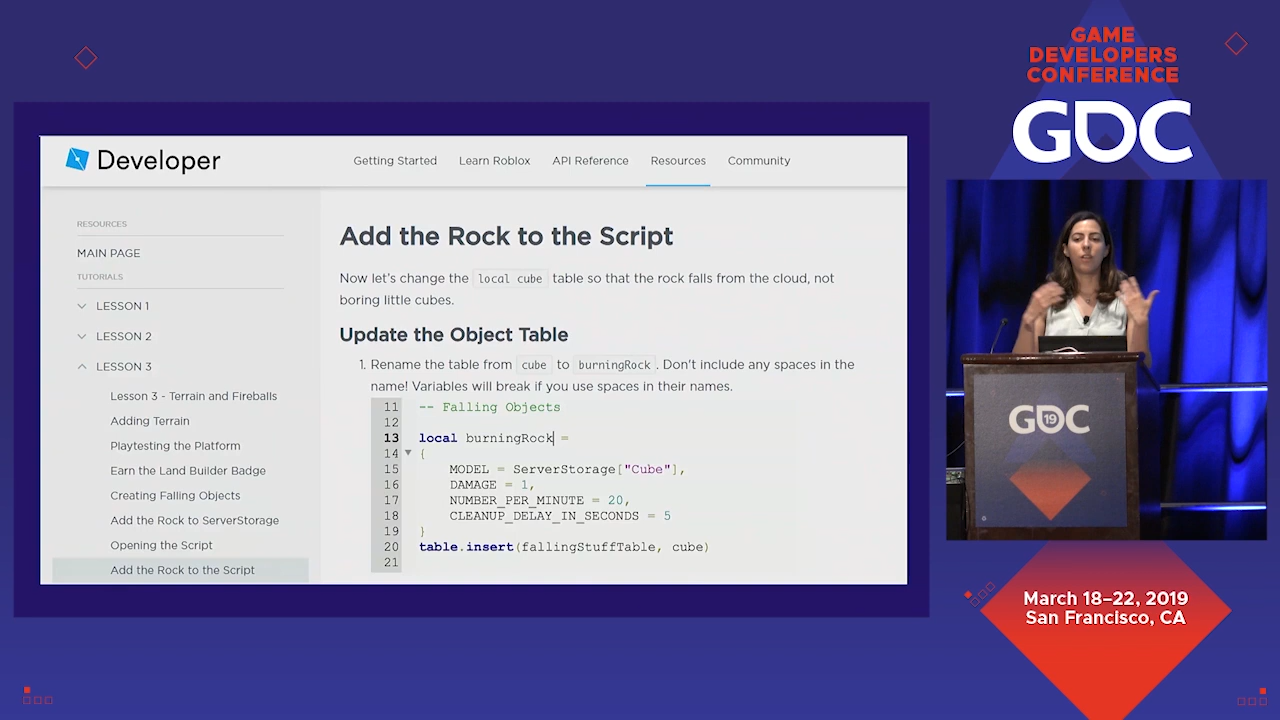 GAME
DEVELOPERS
CONFERENCE
GDC
Developer
Getting Started
Learn Roblox
API Reference
Resources
Community
RESOURCES
MAIN PAGE
TUTORIALS
LESSON 1
LESSON 2
LESSON 3
Lesson 3 - Terrain and Fireballs
Adding Terrain
Playtesting the Platform
Earn the Land Builder Badge
Creating Falling Objects
Add the Rock to ServerStorage
Opening the Script
Add the Rock to the Script
Add the Rock to the Script
Now let's change the local cube table so that the rock falls from the cloud, not
boring little cubes.
Update the Object Table
1. Rename the table from cube to burningRock. Don't include any spaces in the
name! Variables will break if you use spaces in their names.
11 -- Falling Objects
12
13 local burningRock =
14 {
15 MODEL = ServerStorage["Cube"],
16 DAMAGE = 1,
17 NUMBER_PER_MINUTE = 20,
18 CLEANUP_DELAY_IN_SECONDS = 5
19 }
20 table.insert(fallingStuffTable, cube)
21
GDC
19
March 18–22, 2019
San Francisco, CA